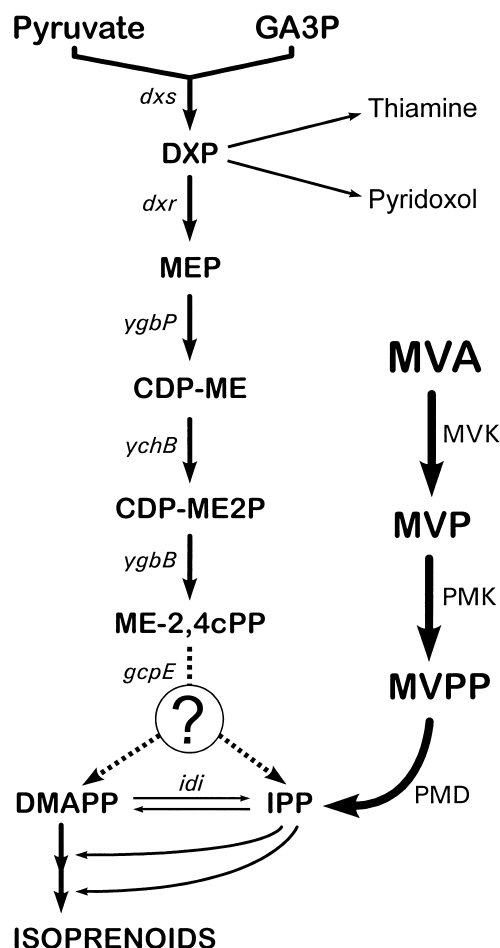 Pyruvate GA3P
dxs
Thiamine
DXP
dxr
Pyridoxol
MEP
ygbP
MVA
CDP-ME
MVK
ychB
CDP-ME2P
MVP
ygbB
PMK
ME-2,4cPP
gcpE
MVPP
?
idi
DMAPP IPP
PMD
ISOPRENOIDS